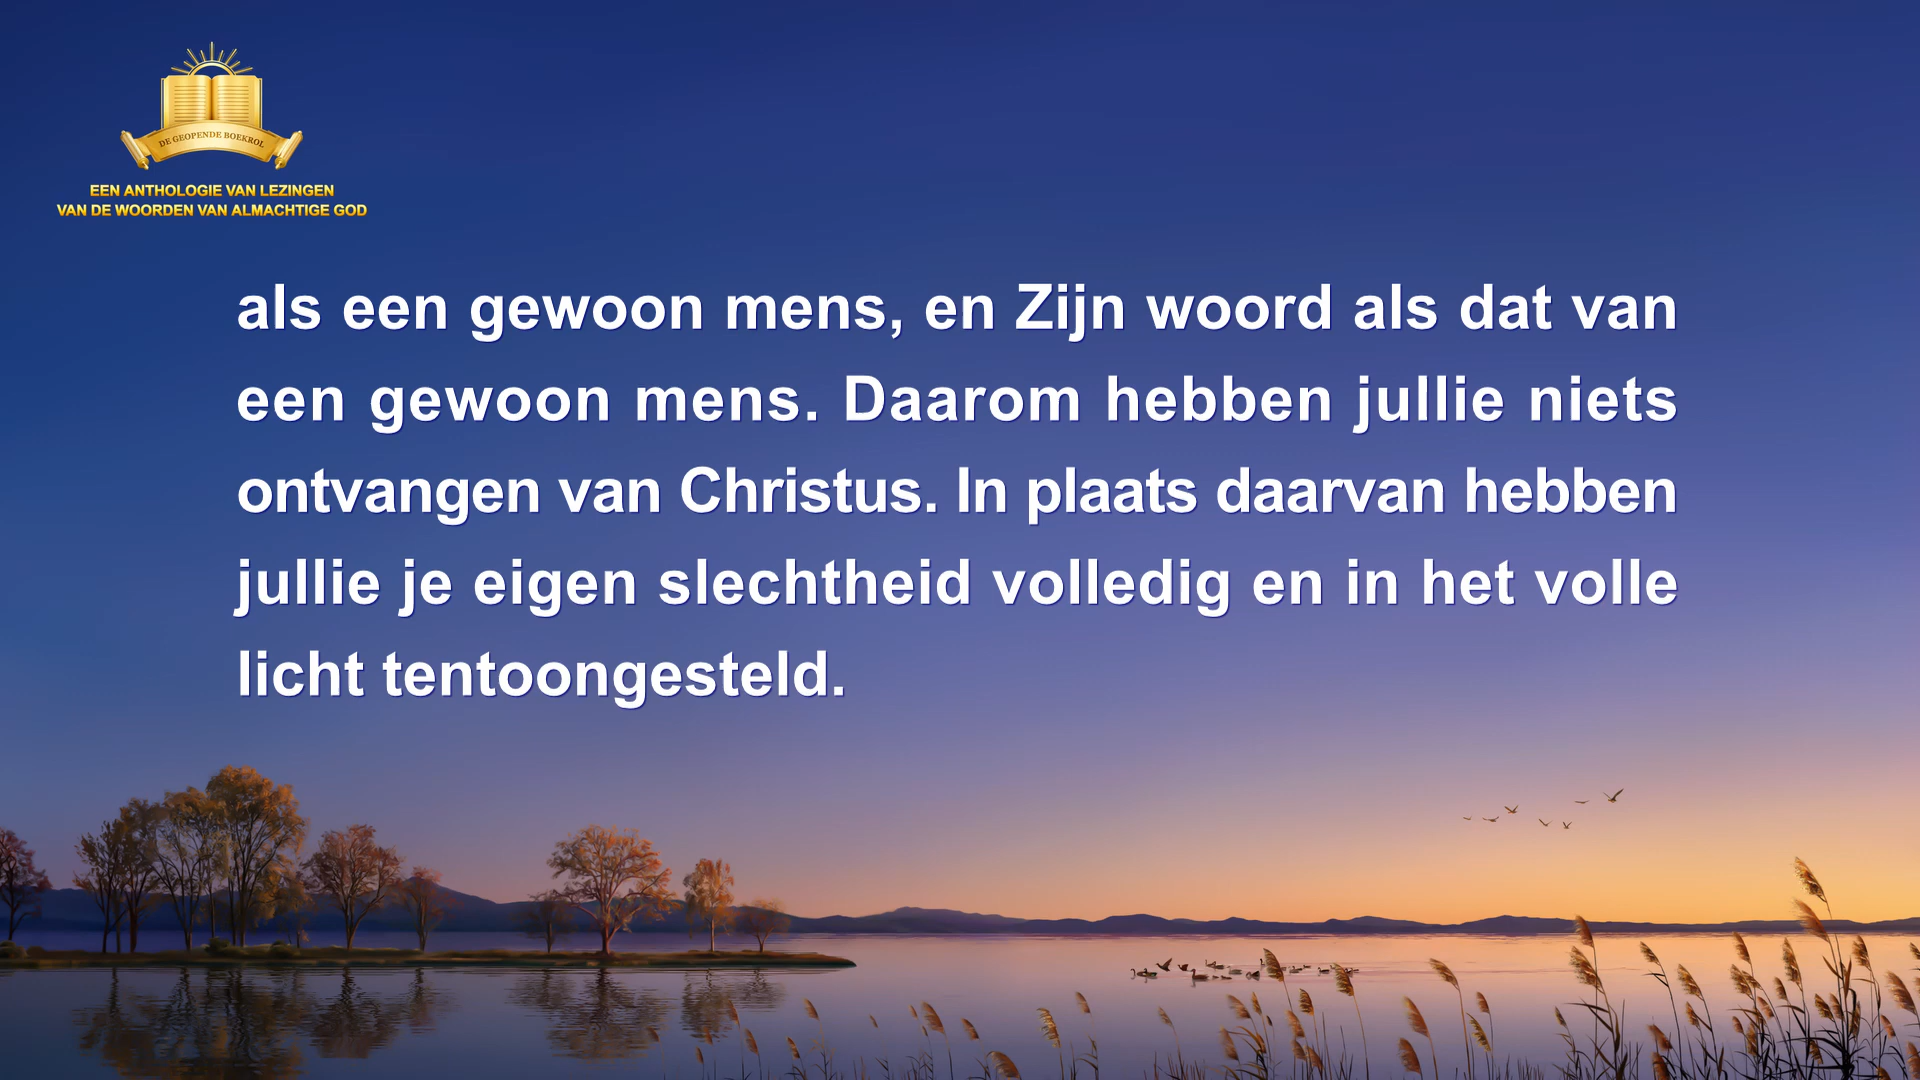 DE GEOPENDE BOEKROL
EEN ANTHOLOGIE VAN LEZINGEN
VAN DE WOORDEN VAN ALMACHTIGE GOD
als een gewoon mens, en Zijn woord als dat van
een gewoon mens. Daarom hebben jullie niets
ontvangen van Christus. In plaats daarvan hebben
jullie je eigen slechtheid volledig en in het volle
licht tentoongesteld.